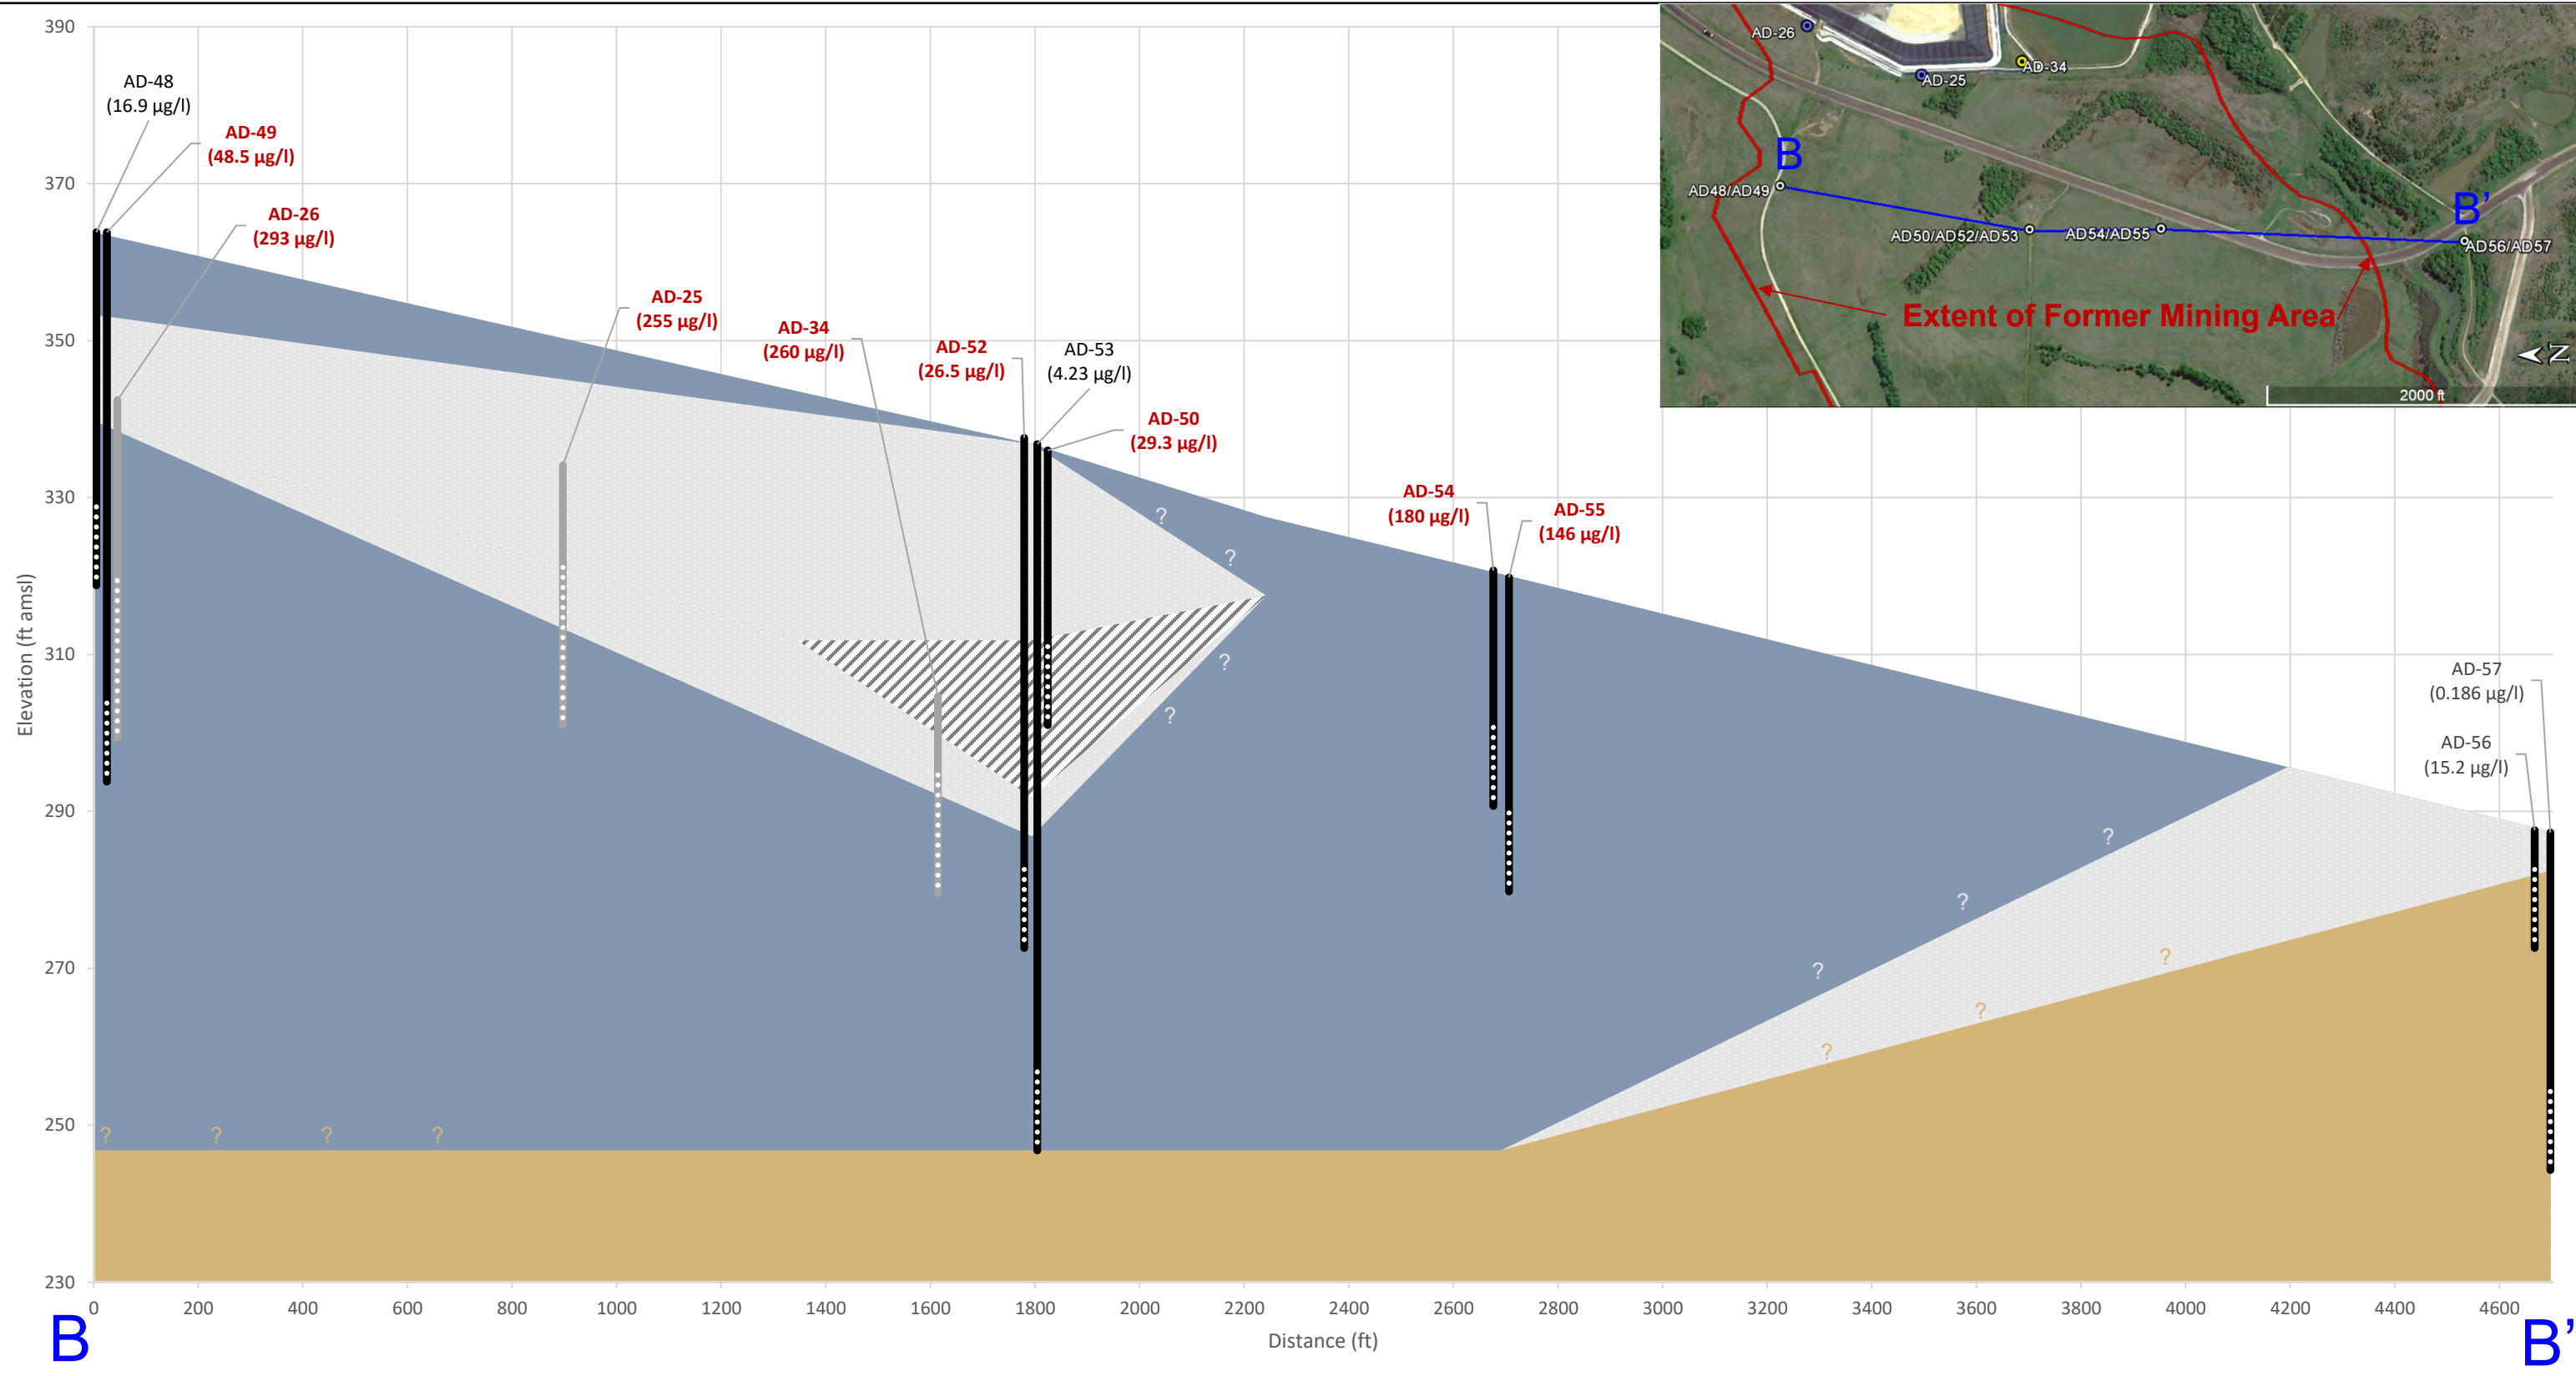 390
370
350
330
310
290
270
250
230
Elevation (ft amsl)
AD-48
(16.9 µg/l)
AD-49
(48.5 µg/l)
AD-26
(293 µg/l)
AD-25
(255 µg/l)
AD-34
(260 µg/l)
AD-52
(26.5 µg/l)
AD-53
(4.23 µg/l)
AD-50
(29.3 µg/l)
AD-54
(180 µg/l)
AD-55
(146 µg/l)
AD-57
(0.186 µg/l)
AD-56
(15.2 µg/l)
? ? ? ?
? ? ? ?
? ? ?
? ? ?
0 200 400 600 800 1000 1200 1400 1600 1800 2000 2200 2400 2600 2800 3000 3200 3400 3600 3800 4000 4200 4400 4600
Distance (ft)
B
B’
AD-26
AD-25
AD-34
B
AD48/AD49
AD50/AD52/AD53
AD54/AD55
B’
AD56/AD57
Extent of Former Mining Area
N
2000 ft